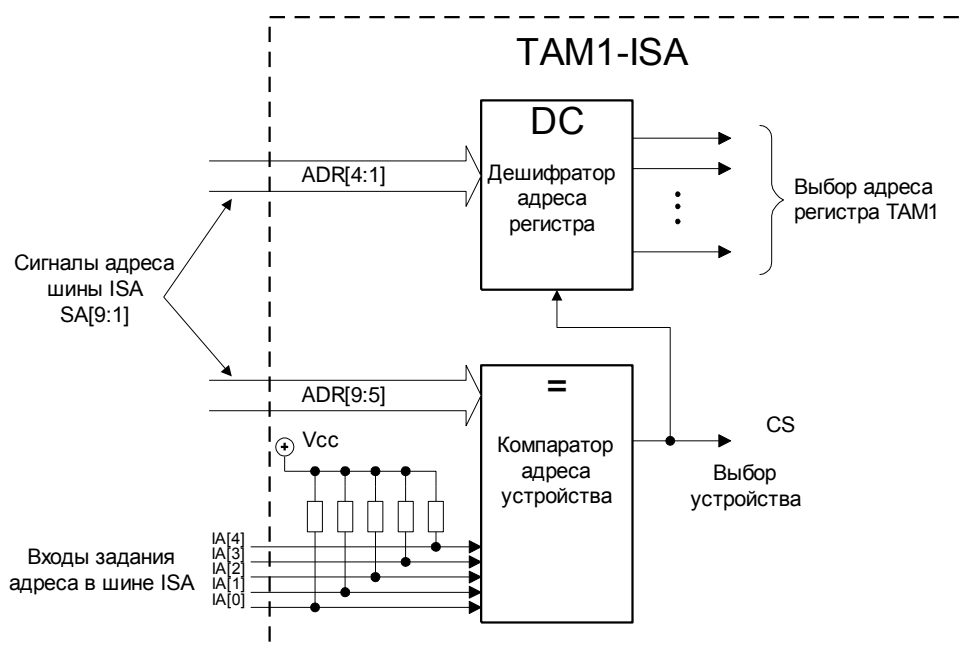 TAM1-ISA
DC
Дешифратор
адреса
регистра
ADR[4:1]
Выбор адреса
регистра TAM1
Сигналы адреса
шины ISA
SA[9:1]
ADR[9:5]
=
Компаратор
адреса
устройства
CS
Выбор
устройства
Vcc
+
Входы задания
адреса в шине ISA
IA[4]
IA[3]
IA[2]
IA[1]
IA[0]